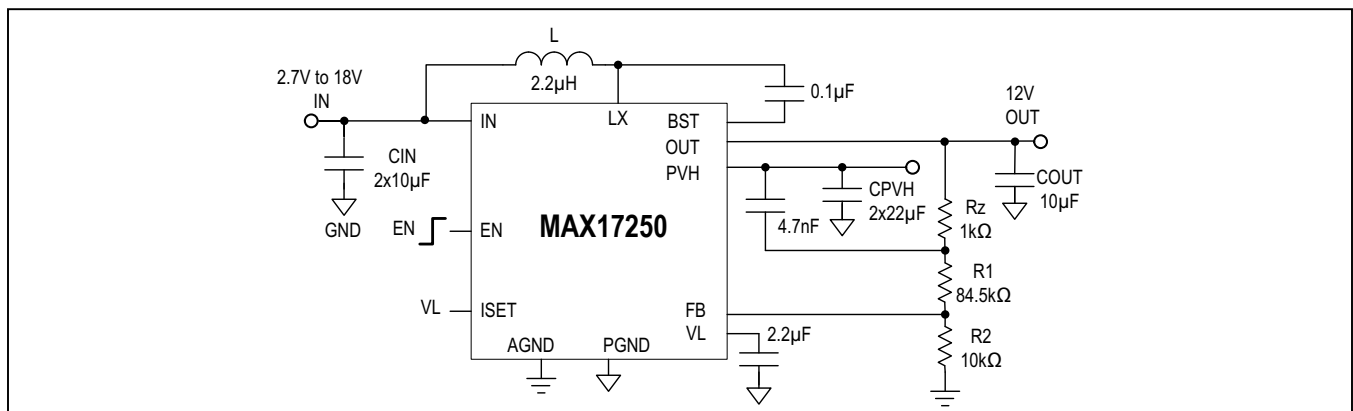 L
2.2µH
2.7V to 18V
IN
0.1µF
12V
OUT
IN
LX
BST
OUT
PVH
CIN
2x10µF
GND
CPVH
2x22µF
COUT
10µF
4.7nF
Rz
1kΩ
EN
EN
MAX17250
R1
84.5kΩ
VL
ISET
FB
VL
2.2µF
AGND
PGND
R2
10kΩ